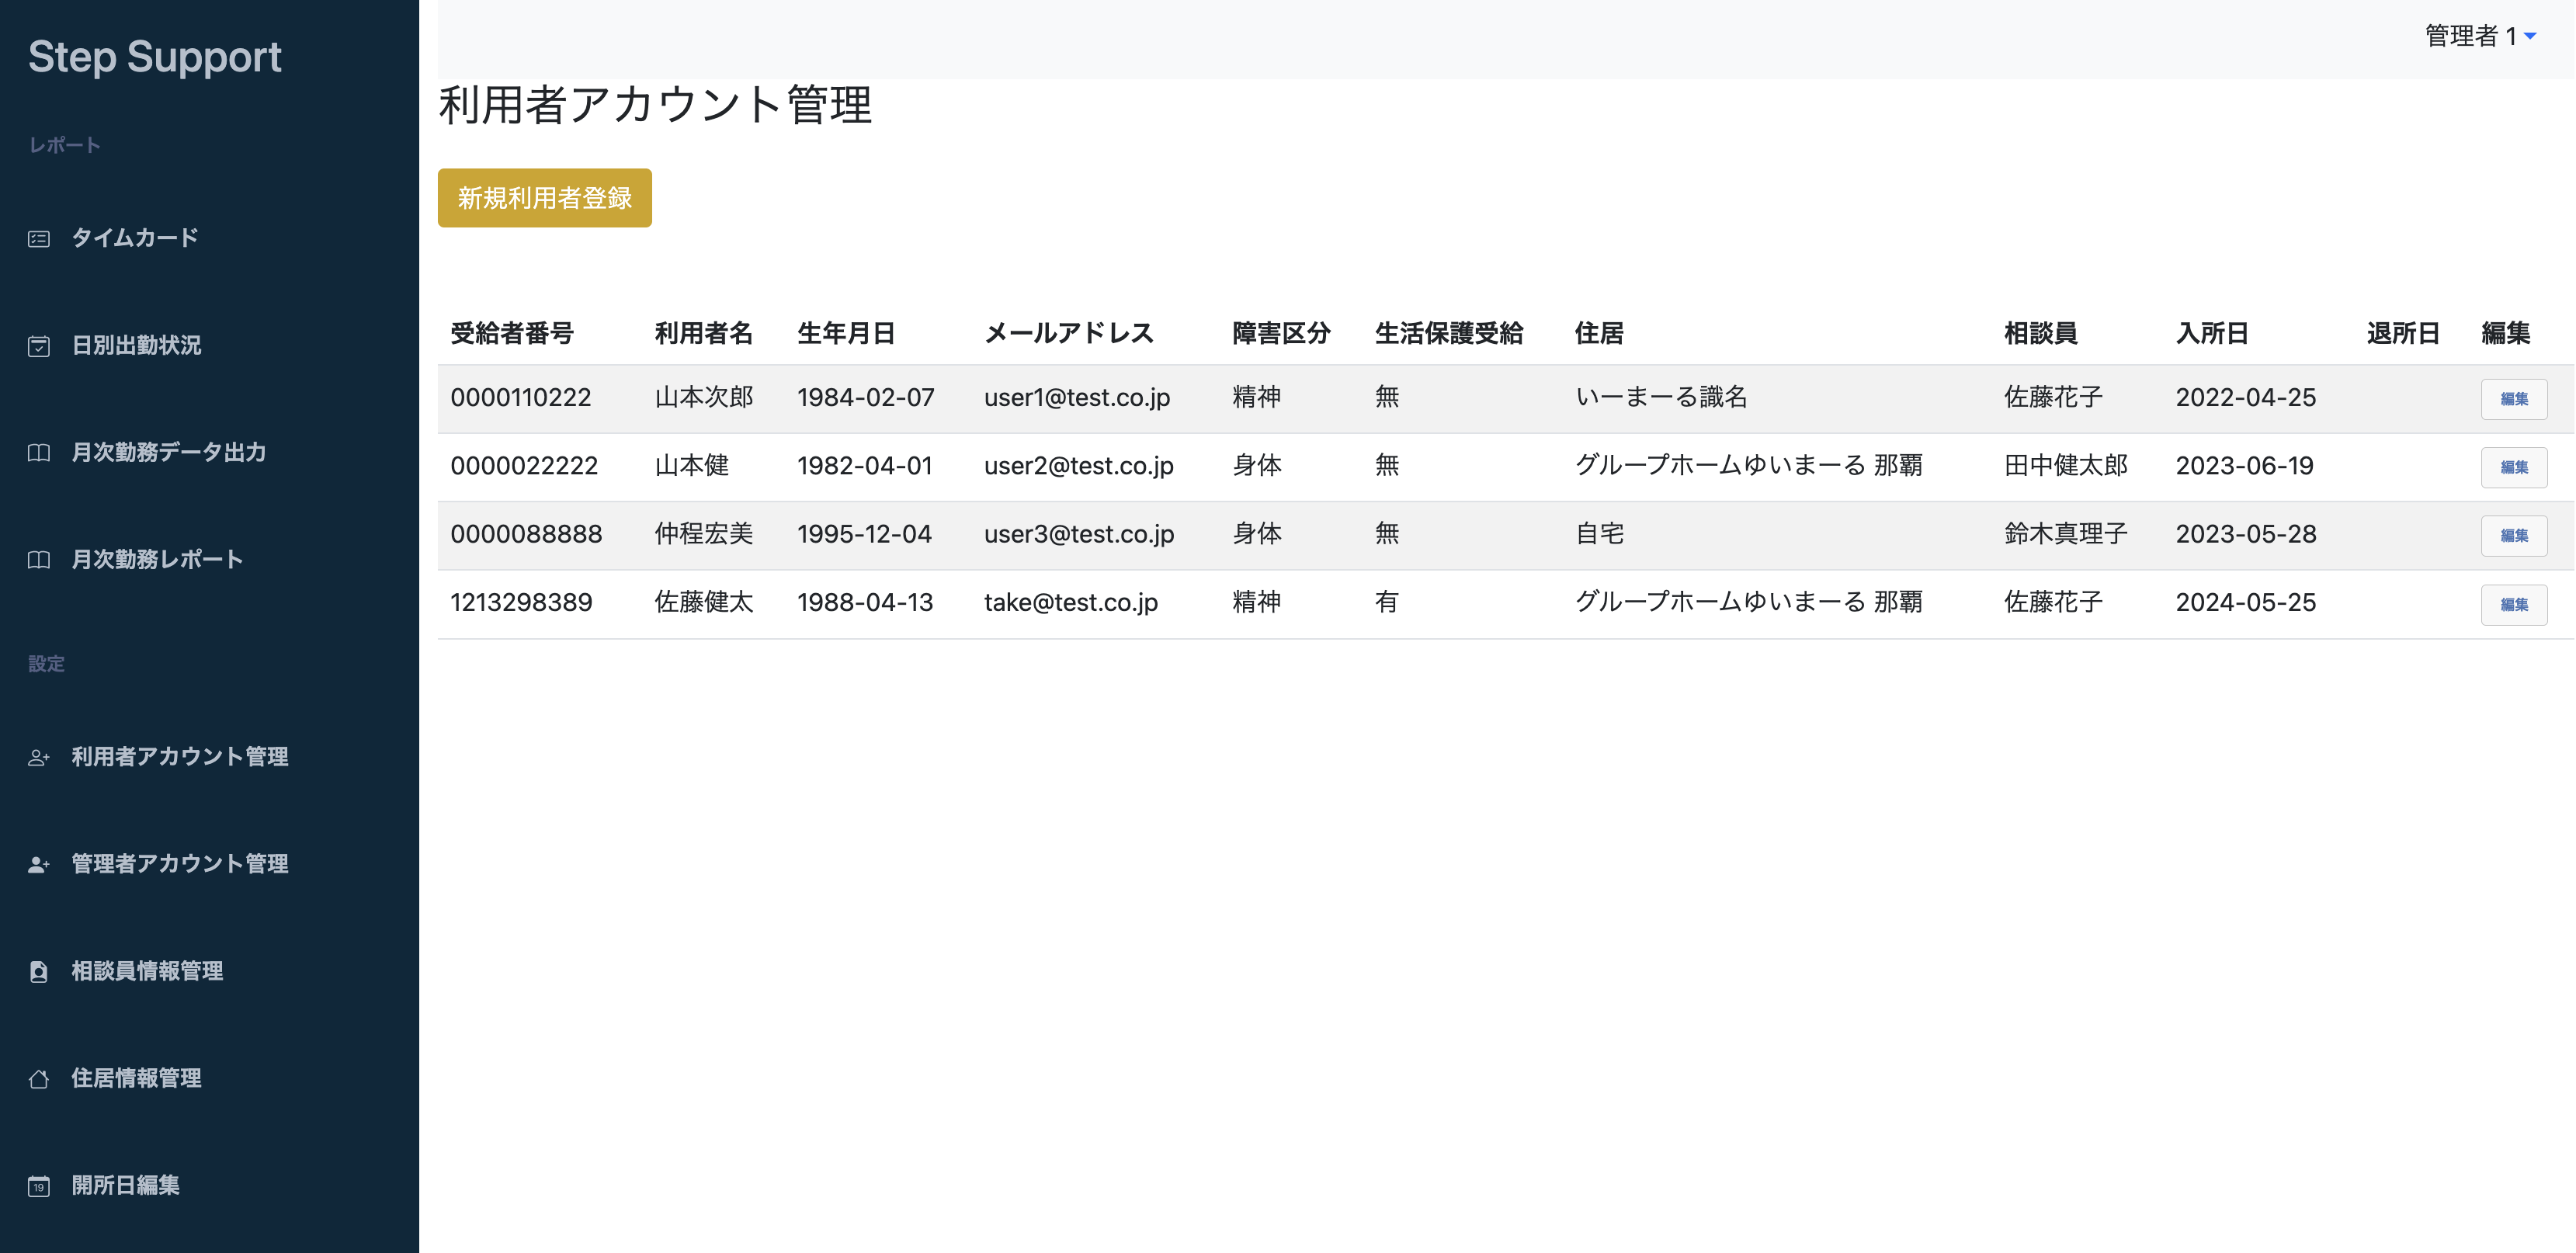 Step Support
レポート
タイムカード
日別出勤状況
月次勤務データ出力
月次勤務レポート
設定
利用者アカウント管理
管理者アカウント管理
相談員情報管理
住居情報管理
19 開所日編集
管理者 1
利用者アカウント管理
新規利用者登録
受給者番号 利用者名 生年月日 メールアドレス 障害区分 生活保護受給 住居 相談員 入所日 退所日 編集
0000110222 山本次郎 1984-02-07 user1@test.co.jp 精神 無 いーまーる識名 佐藤花子 2022-04-25 編集
0000022222 山本健 1982-04-01 user2@test.co.jp 身体 無 グループホームゆいまーる 那覇 田中健太郎 2023-06-19 編集
0000088888 仲程宏美 1995-12-04 user3@test.co.jp 身体 無 自宅 鈴木真理子 2023-05-28 編集
1213298389 佐藤健太 1988-04-13 take@test.co.jp 精神 有 グループホームゆいまーる 那覇 佐藤花子 2024-05-25 編集